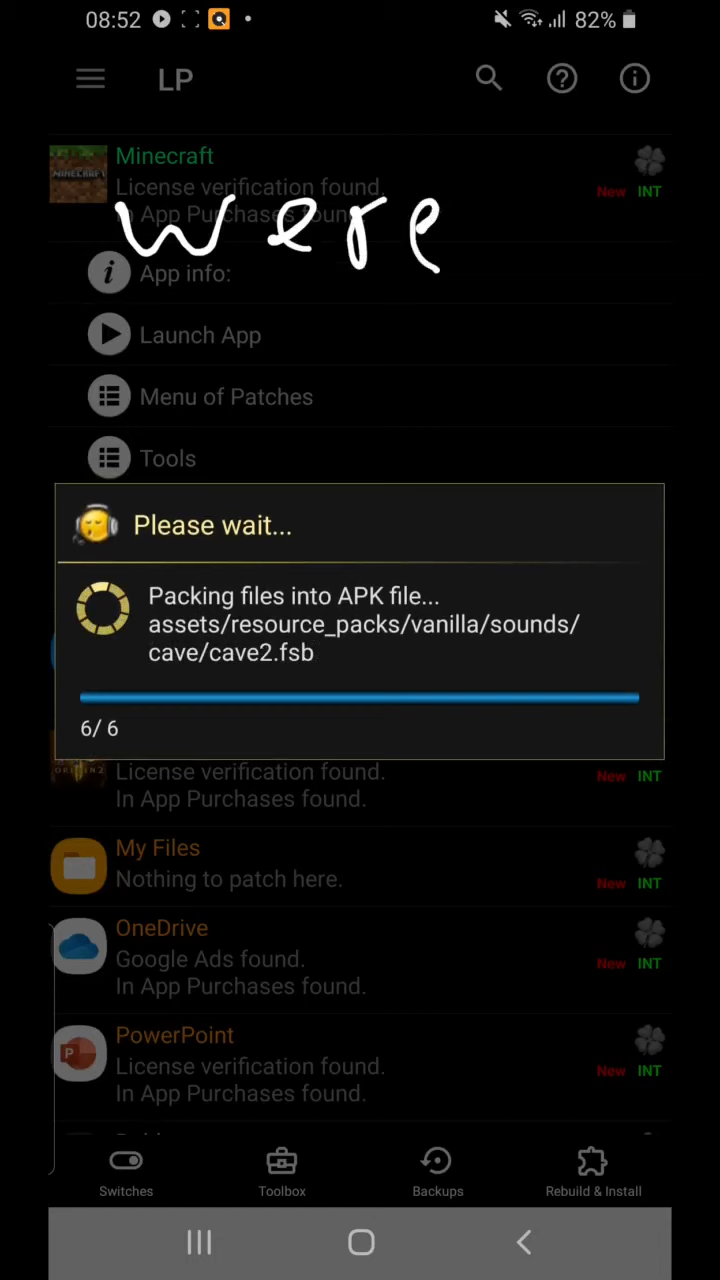 08:52
82%
LP
Minecraft
License verification found.
In App Purchases found.
New INT
were
App info:
Launch App
Menu of Patches
Tools
Please wait...
Packing files into APK file...
assets/resource_packs/vanilla/sounds/
cave/cave2.fsb
6/ 6
License verification found.
In App Purchases found.
New INT
My Files
Nothing to patch here.
New INT
OneDrive
Google Ads found.
In App Purchases found.
New INT
PowerPoint
License verification found.
In App Purchases found.
New INT
Switches
Toolbox
Backups
Rebuild & Install